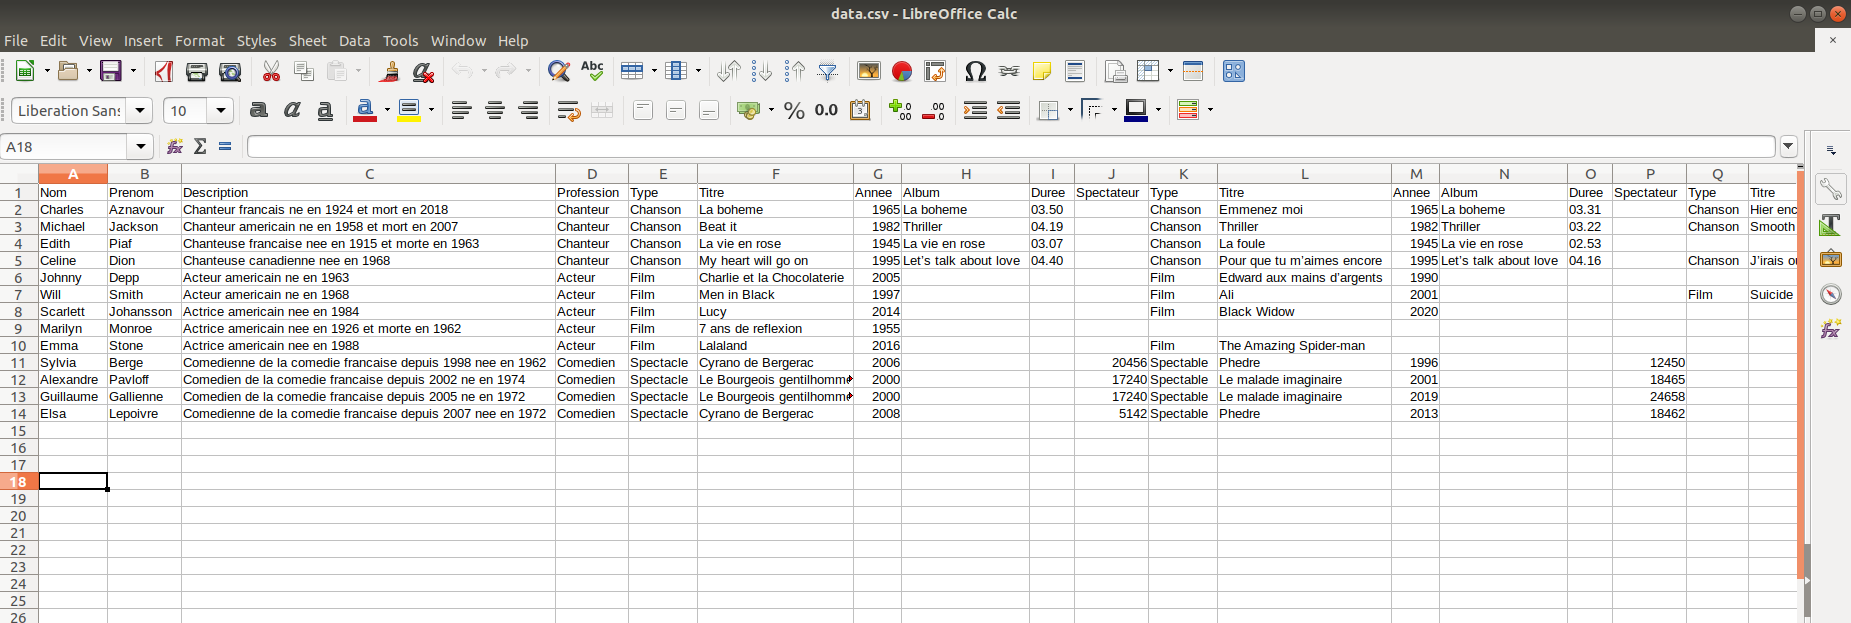 data.csv - LibreOffice Calc
File Edit View Insert Format Styles Sheet Data Tools Window Help
Abc
Liberation Sans 10 a a a a % 0.0
A18
A B C D E F G H I J K L M N O P Q
1 Nom Prenom Description Profession Type Titre Annee Album Duree Spectateur Type Titre Annee Album Duree Spectateur Type Titre
2 Charles Aznavour Chanteur francais ne en 1924 et mort en 2018 Chanteur Chanson La boheme 1965 La boheme 03.50 Chanson Emmenez moi 1965 La boheme 03.31 Chanson Hier enc
3 Michael Jackson Chanteur americain ne en 1958 et mort en 2007 Chanteur Chanson Beat it 1982 Thriller 04.19 Chanson Thriller 1982 Thriller 03.22 Chanson Smooth
4 Edith Piaf Chanteuse francaise nee en 1915 et morte en 1963 Chanteur Chanson La vie en rose 1945 La vie en rose 03.07 Chanson La foule 1945 La vie en rose 02.53
5 Celine Dion Chanteuse canadienne nee en 1968 Chanteur Chanson My heart will go on 1995 Let's talk about love 04.40 Chanson Pour que tu m'aimes encore 1995 Let's talk about love 04.16 Chanson J'irais o
6 Johnny Depp Acteur americain ne en 1963 Acteur Film Charlie et la Chocolaterie 2005 Film Edward aux mains d'argents 1990
7 Will Smith Acteur americain ne en 1968 Acteur Film Men in Black 1997 Film Ali 2001 Film Suicide
8 Scarlett Johansson Actrice americain nee en 1984 Acteur Film Lucy 2014 Film Black Widow 2020
9 Marilyn Monroe Actrice americain nee en 1926 et morte en 1962 Acteur Film 7 ans de reflexion 1955
10 Emma Stone Actrice americain nee en 1988 Acteur Film Lalaland 2016 Film The Amazing Spider-man
11 Sylvia Berge Comedienne de la comedie francaise depuis 1998 nee en 1962 Comedien Spectacle Cyrano de Bergerac 2006 20456 Spectable Phedre 1996 12450
12 Alexandre Pavloff Comedien de la comedie francaise depuis 2002 ne en 1974 Comedien Spectacle Le Bourgeois gentilhomme 2000 17240 Spectable Le malade imaginaire 2001 18465
13 Guillaume Gallienne Comedien de la comedie francaise depuis 2005 ne en 1972 Comedien Spectacle Le Bourgeois gentilhomme 2000 17240 Spectable Le malade imaginaire 2019 24658
14 Elsa Lepoivre Comedienne de la comedie francaise depuis 2007 nee en 1972 Comedien Spectacle Cyrano de Bergerac 2008 5142 Spectable Phedre 2013 18462
15
16
17
18
19
20
21
22
23
24
25
26